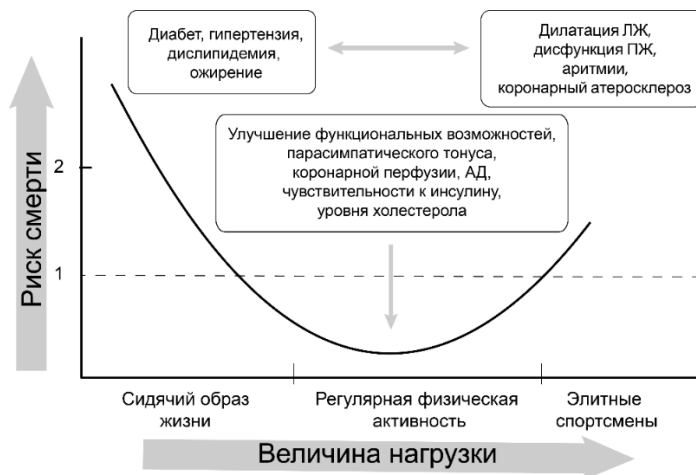 Диабет, гипертензия,
дислипидемия,
ожирение
Дилатация ЛЖ,
дисфункция ПЖ,
аритмии,
коронарный атеросклероз
Улучшение функциональных возможностей,
парасимпатического тонуса,
коронарной перфузии, АД,
чувствительности к инсулину,
уровня холестерола
Риск смерти
2
1
Сидячий образ
жизни
Регулярная физическая
активность
Элитные
спортсмены
Величина нагрузки